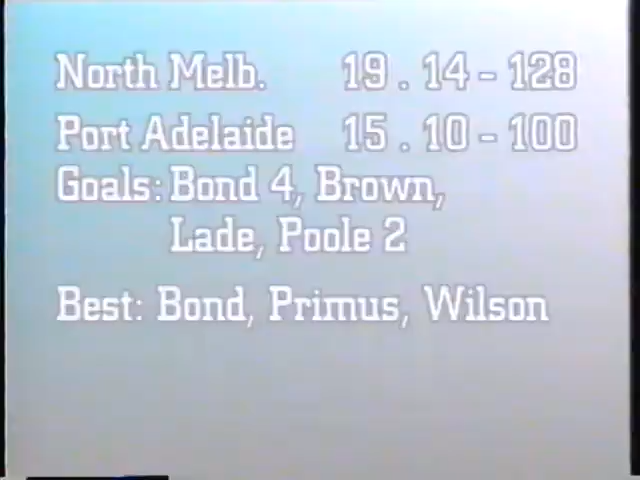 North Melb. 19 . 14 - 128
Port Adelaide 15 . 10 - 100
Goals: Bond 4, Brown,
Lade, Poole 2
Best: Bond, Primus, Wilson